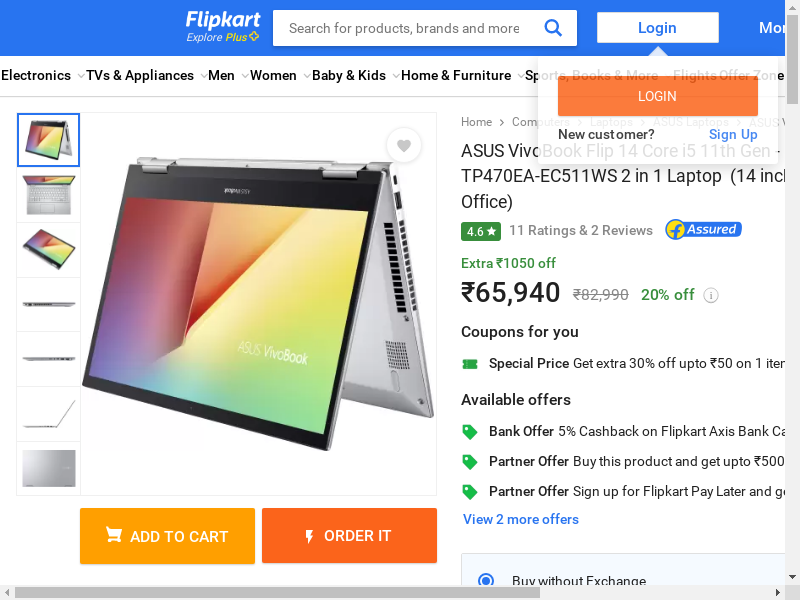 Flipkart
Explore Plus
Search for products, brands and more
Login
Electronics
TVs & Appliances
Men
Women
Baby & Kids
Home & Furniture
Sports, Books & More
Flights
Offer Zone
LOGIN
New customer?
Sign Up
Home
Computers
Laptops
ASUS Laptops
ASUS
ASUS VivoBook Flip 14 Core i5 11th Gen -
TP470EA-EC511WS 2 in 1 Laptop (14
Office)
4.6
11 Ratings & 2 Reviews
Assured
Extra ₹1050 off
₹65,940
₹82,990
20% off
Coupons for you
Special Price Get extra 30% off upto ₹50 on 1
Available offers
Bank Offer 5% Cashback on Flipkart Axis Bank
Partner Offer Buy this product and get upto ₹500
Partner Offer Sign up for Flipkart Pay Later and
View 2 more offers
ASUS VivoBook
ADD TO CART
ORDER IT
Buy without Exchange